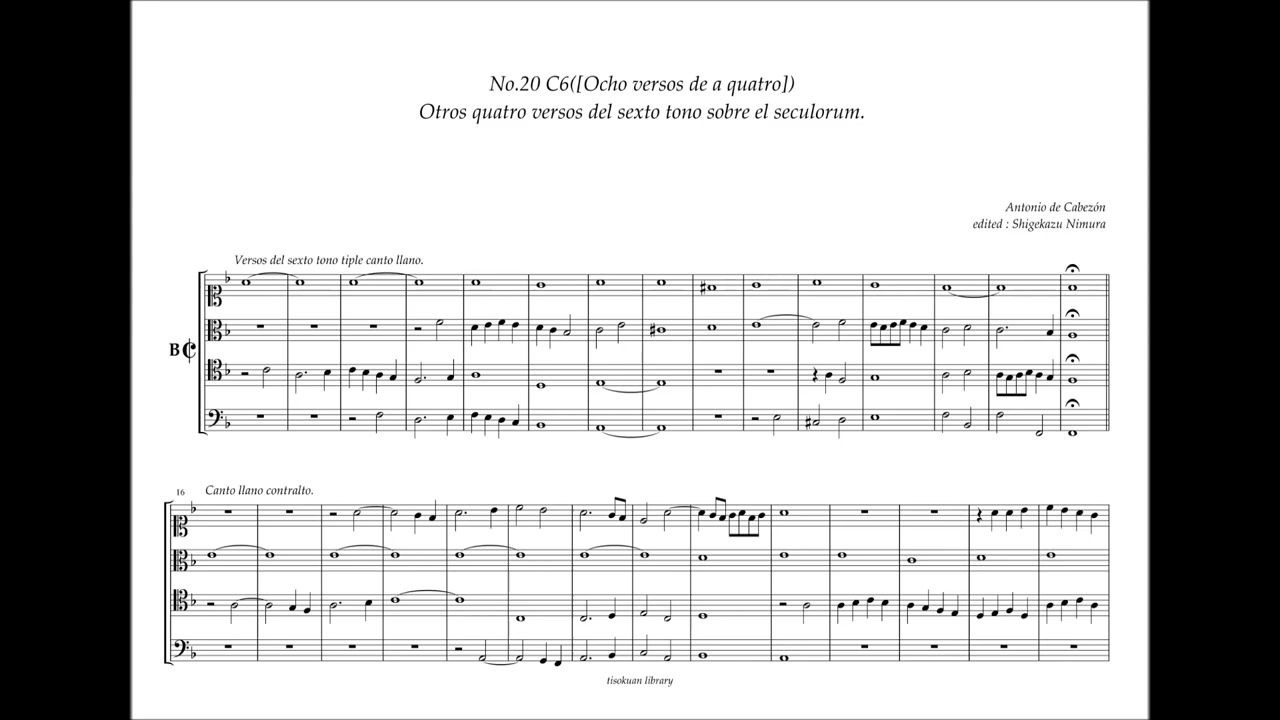 No.20 C6([Ocho versos de a quatro])
Otros quatro versos del sexto tono sobre el seculorum.
Antonio de Cabezón
edited : Shigekazu Nimura
Versos del sexto tono tiple canto llano.
B
16
Canto llano contralto.
tisokuan library